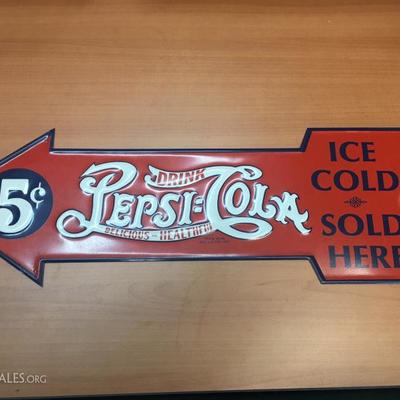 5¢
DRINK
PEPSI=COLA
DELICIOUS - HEALTHFUL
ICE
COLD
SOLD
HERE
ALES.ORG